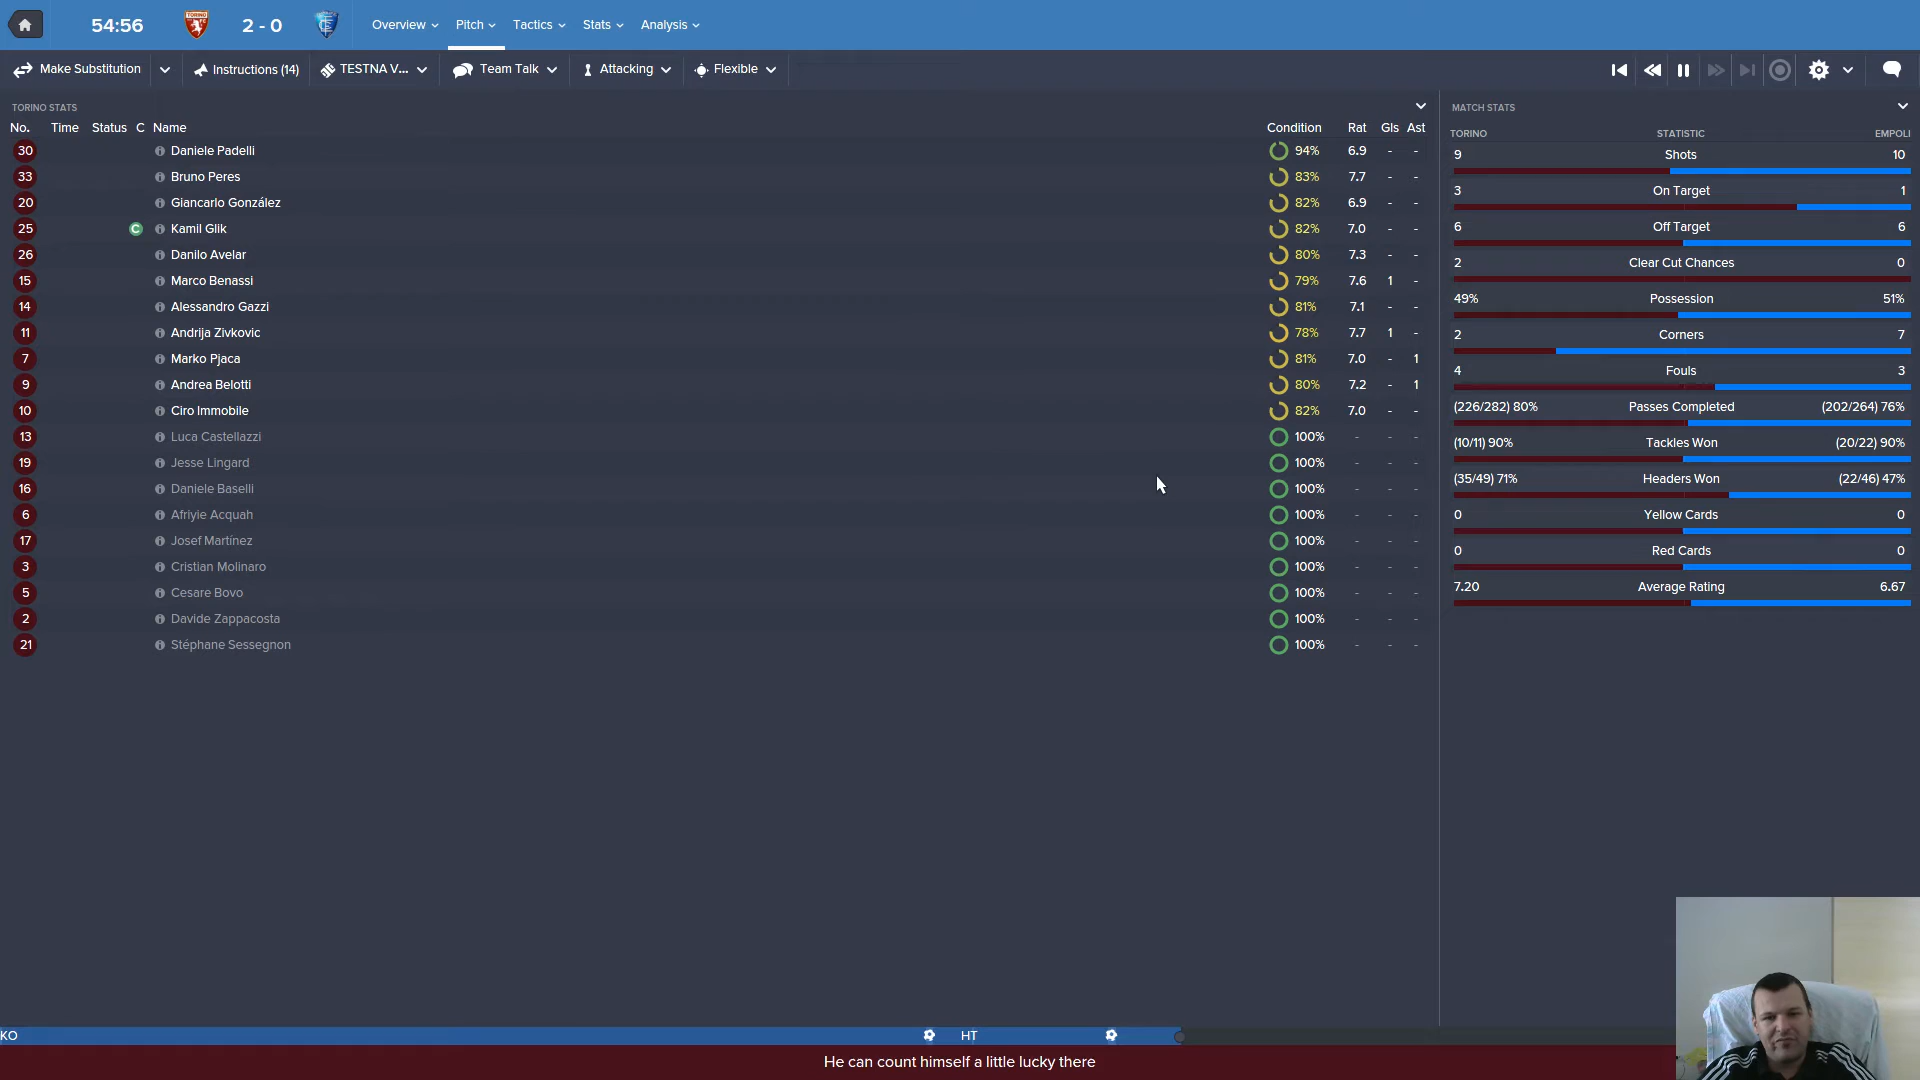 54:56 2 - 0 Overview Pitch Tactics Stats Analysis
Make Substitution Instructions (14) TESTNA V... Team Talk Attacking Flexible
TORINO STATS
No. Time Status C Name Condition Rat Gls Ast
30 Daniele Padelli 94% 6.9 - -
33 Bruno Peres 83% 7.7 - -
20 Giancarlo González 82% 6.9 - -
25 C Kamil Glik 82% 7.0 - -
26 Danilo Avelar 80% 7.3 - -
15 Marco Benassi 79% 7.6 1 -
14 Alessandro Gazzi 81% 7.1 - -
11 Andrija Zivkovic 78% 7.7 1 -
7 Marko Pjaca 81% 7.0 - 1
9 Andrea Belotti 80% 7.2 - 1
10 Ciro Immobile 82% 7.0 - -
13 Luca Castellazzi 100% - - -
19 Jesse Lingard 100% - - -
16 Daniele Baselli 100% - - -
6 Afriyie Acquah 100% - - -
17 Josef Martínez 100% - - -
3 Cristian Molinaro 100% - - -
5 Cesare Bovo 100% - - -
2 Davide Zappacosta 100% - - -
21 Stéphane Sessegnon 100% - - -
MATCH STATS
TORINO STATISTIC EMPOLI
9 Shots 10
3 On Target 1
6 Off Target 6
2 Clear Cut Chances 0
49% Possession 51%
2 Corners 7
4 Fouls 3
(226/282) 80% Passes Completed (202/264) 76%
(10/11) 90% Tackles Won (20/22) 90%
(35/49) 71% Headers Won (22/46) 47%
0 Yellow Cards 0
0 Red Cards 0
7.20 Average Rating 6.67
KO HT
He can count himself a little lucky there